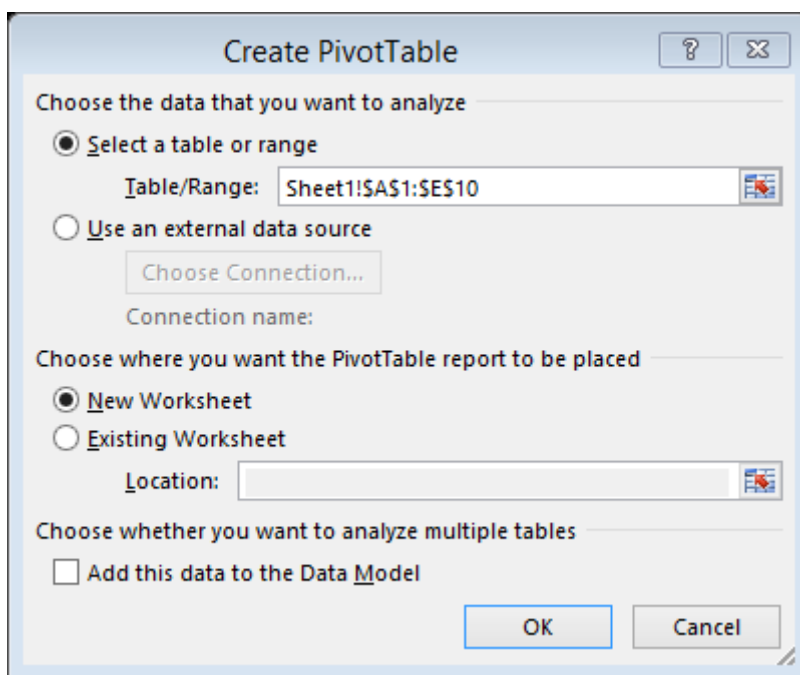 Create PivotTable
Choose the data that you want to analyze
Select a table or range
Table/Range: Sheet1!$A$1:$E$10
Use an external data source
Choose Connection...
Connection name:
Choose where you want the PivotTable report to be placed
New Worksheet
Existing Worksheet
Location:
Choose whether you want to analyze multiple tables
Add this data to the Data Model
OK Cancel